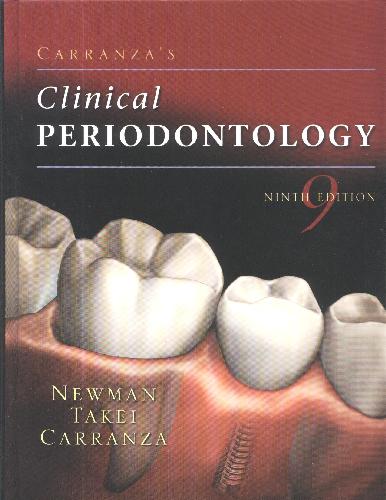 CARRANZA'S
Clinical
PERIODONTOLOGY
NINTH EDITION
9
NEWMAN
TAKEI
CARRANZA